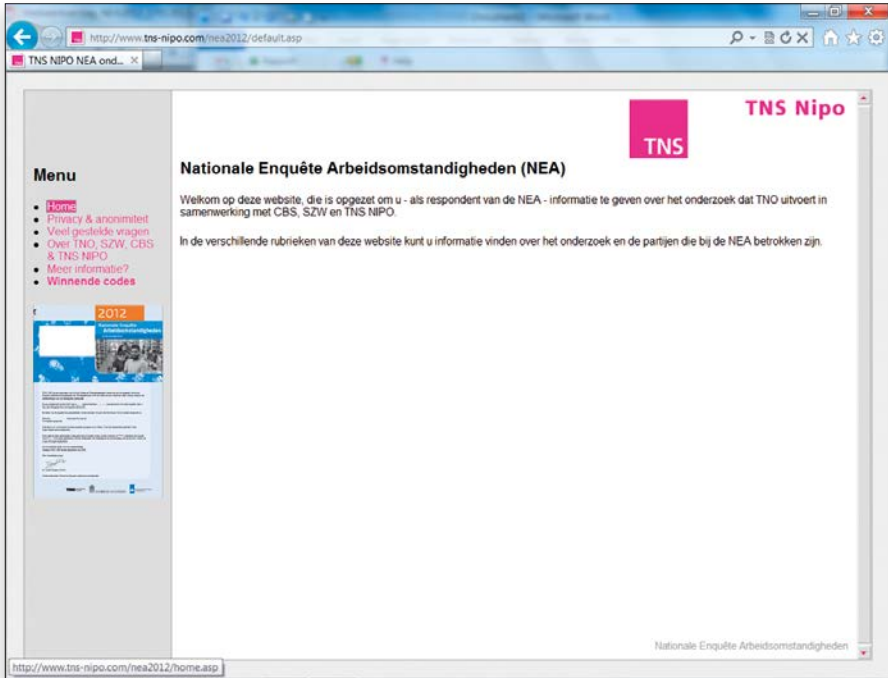 http://www.tns-nipo.com/nea2012/default.asp
TNS NIPO NEA ond...
TNS Nipo
TNS
Menu
Home
Privacy & anonimiteit
Veel gestelde vragen
Over TNO, SZW, CBS
& TNS NIPO
Meer informatie?
Winnende codes
Nationale Enquête Arbeidsomstandigheden (NEA)
Welkom op deze website, die is opgezet om u - als respondent van de NEA - informatie te geven over het onderzoek dat TNO uitvoert in
samenwerking met CBS, SZW en TNS NIPO.
In de verschillende rubrieken van deze website kunt u informatie vinden over het onderzoek en de partijen die bij de NEA betrokken zijn.
2012
Nationale Enquête
Arbeidsomstandigheden
Nationale Enquête Arbeidsomstandigheden
http://www.tns-nipo.com/nea2012/home.asp